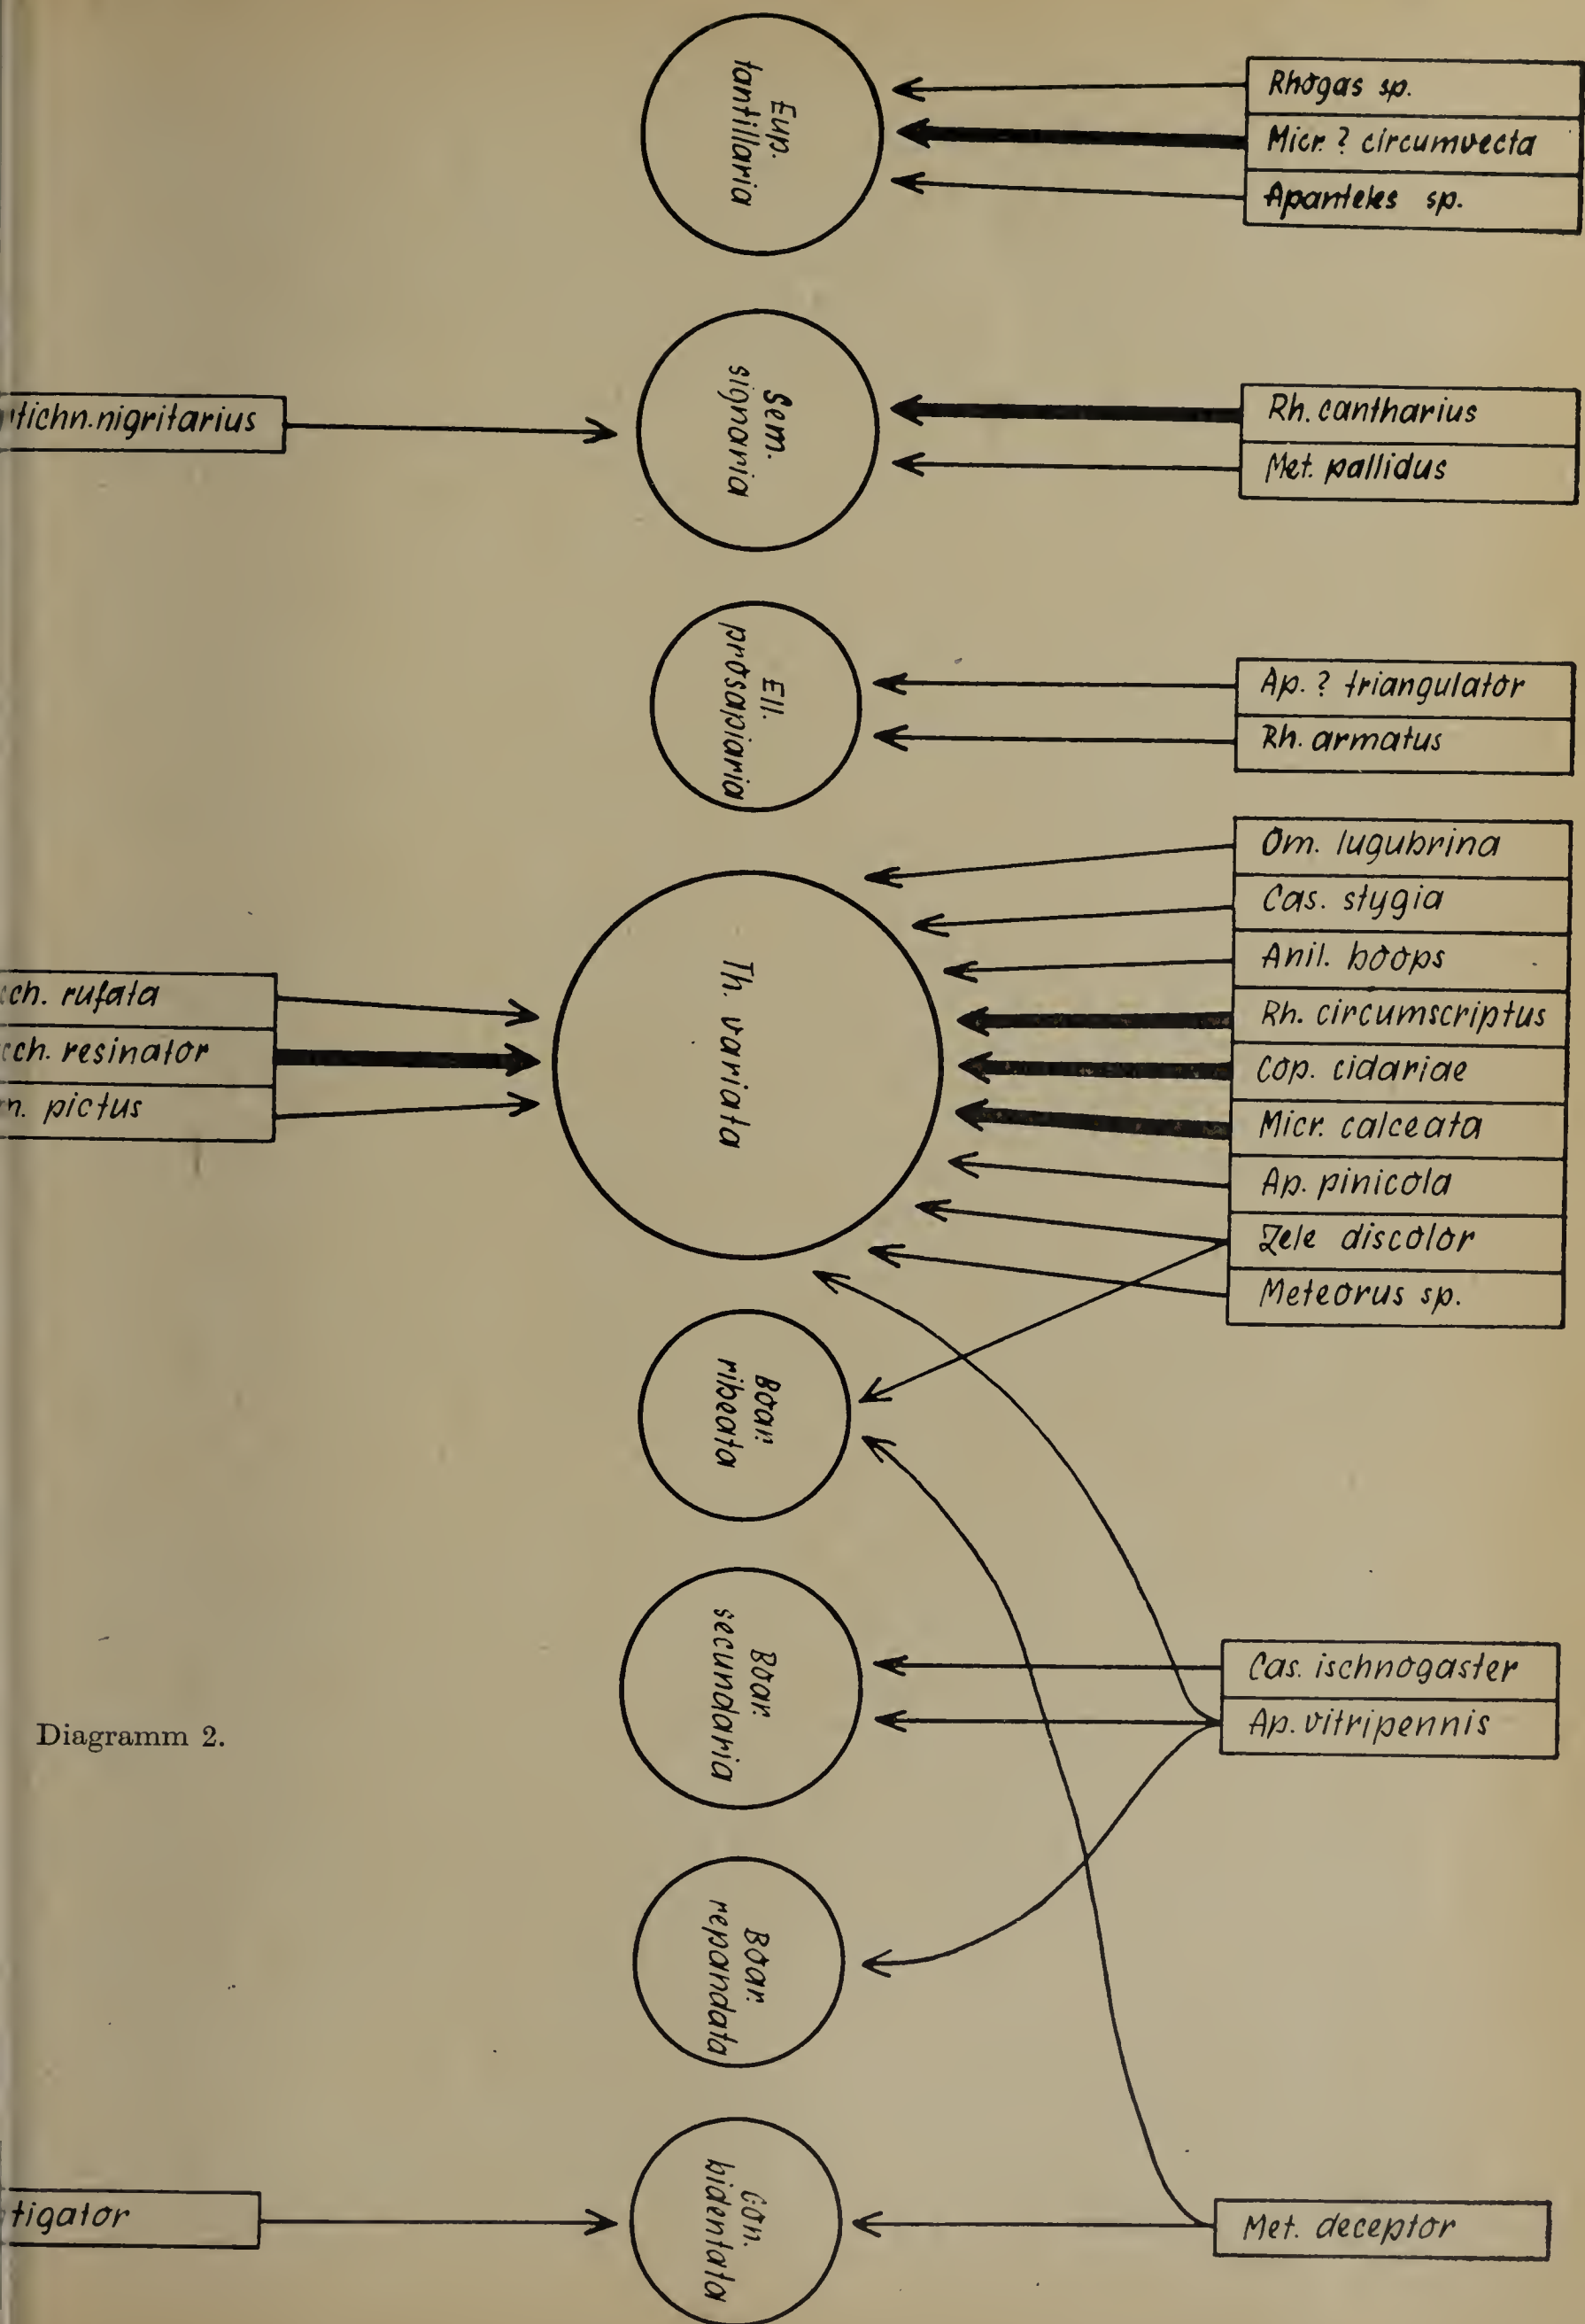 Rhogas sp.
Micr. ? circumvecta
Apanteles sp.
Eup.
tantillaria
tichn. nigritarius
Sem.
signaria
Rh. cantharius
Met. pallidus
Ell.
prosapiaria
Ap. ? triangulator
Rh. armatus
ch. rufata
ch. resinator
n. pictus
Th. variata
Om. lugubrina
Cas. stygia
Anil. boops
Rh. circumscriptus
Cop. cidariae
Micr. calceata
Ap. pinicola
Zele discolor
Meteorus sp.
Boar.
ribeata
Boar.
secundaria
Cas. ischnogaster
Ap. vitripennis
Diagramm 2.
Boar.
repandata
tigator
Gon.
bidentata
Met. deceptor